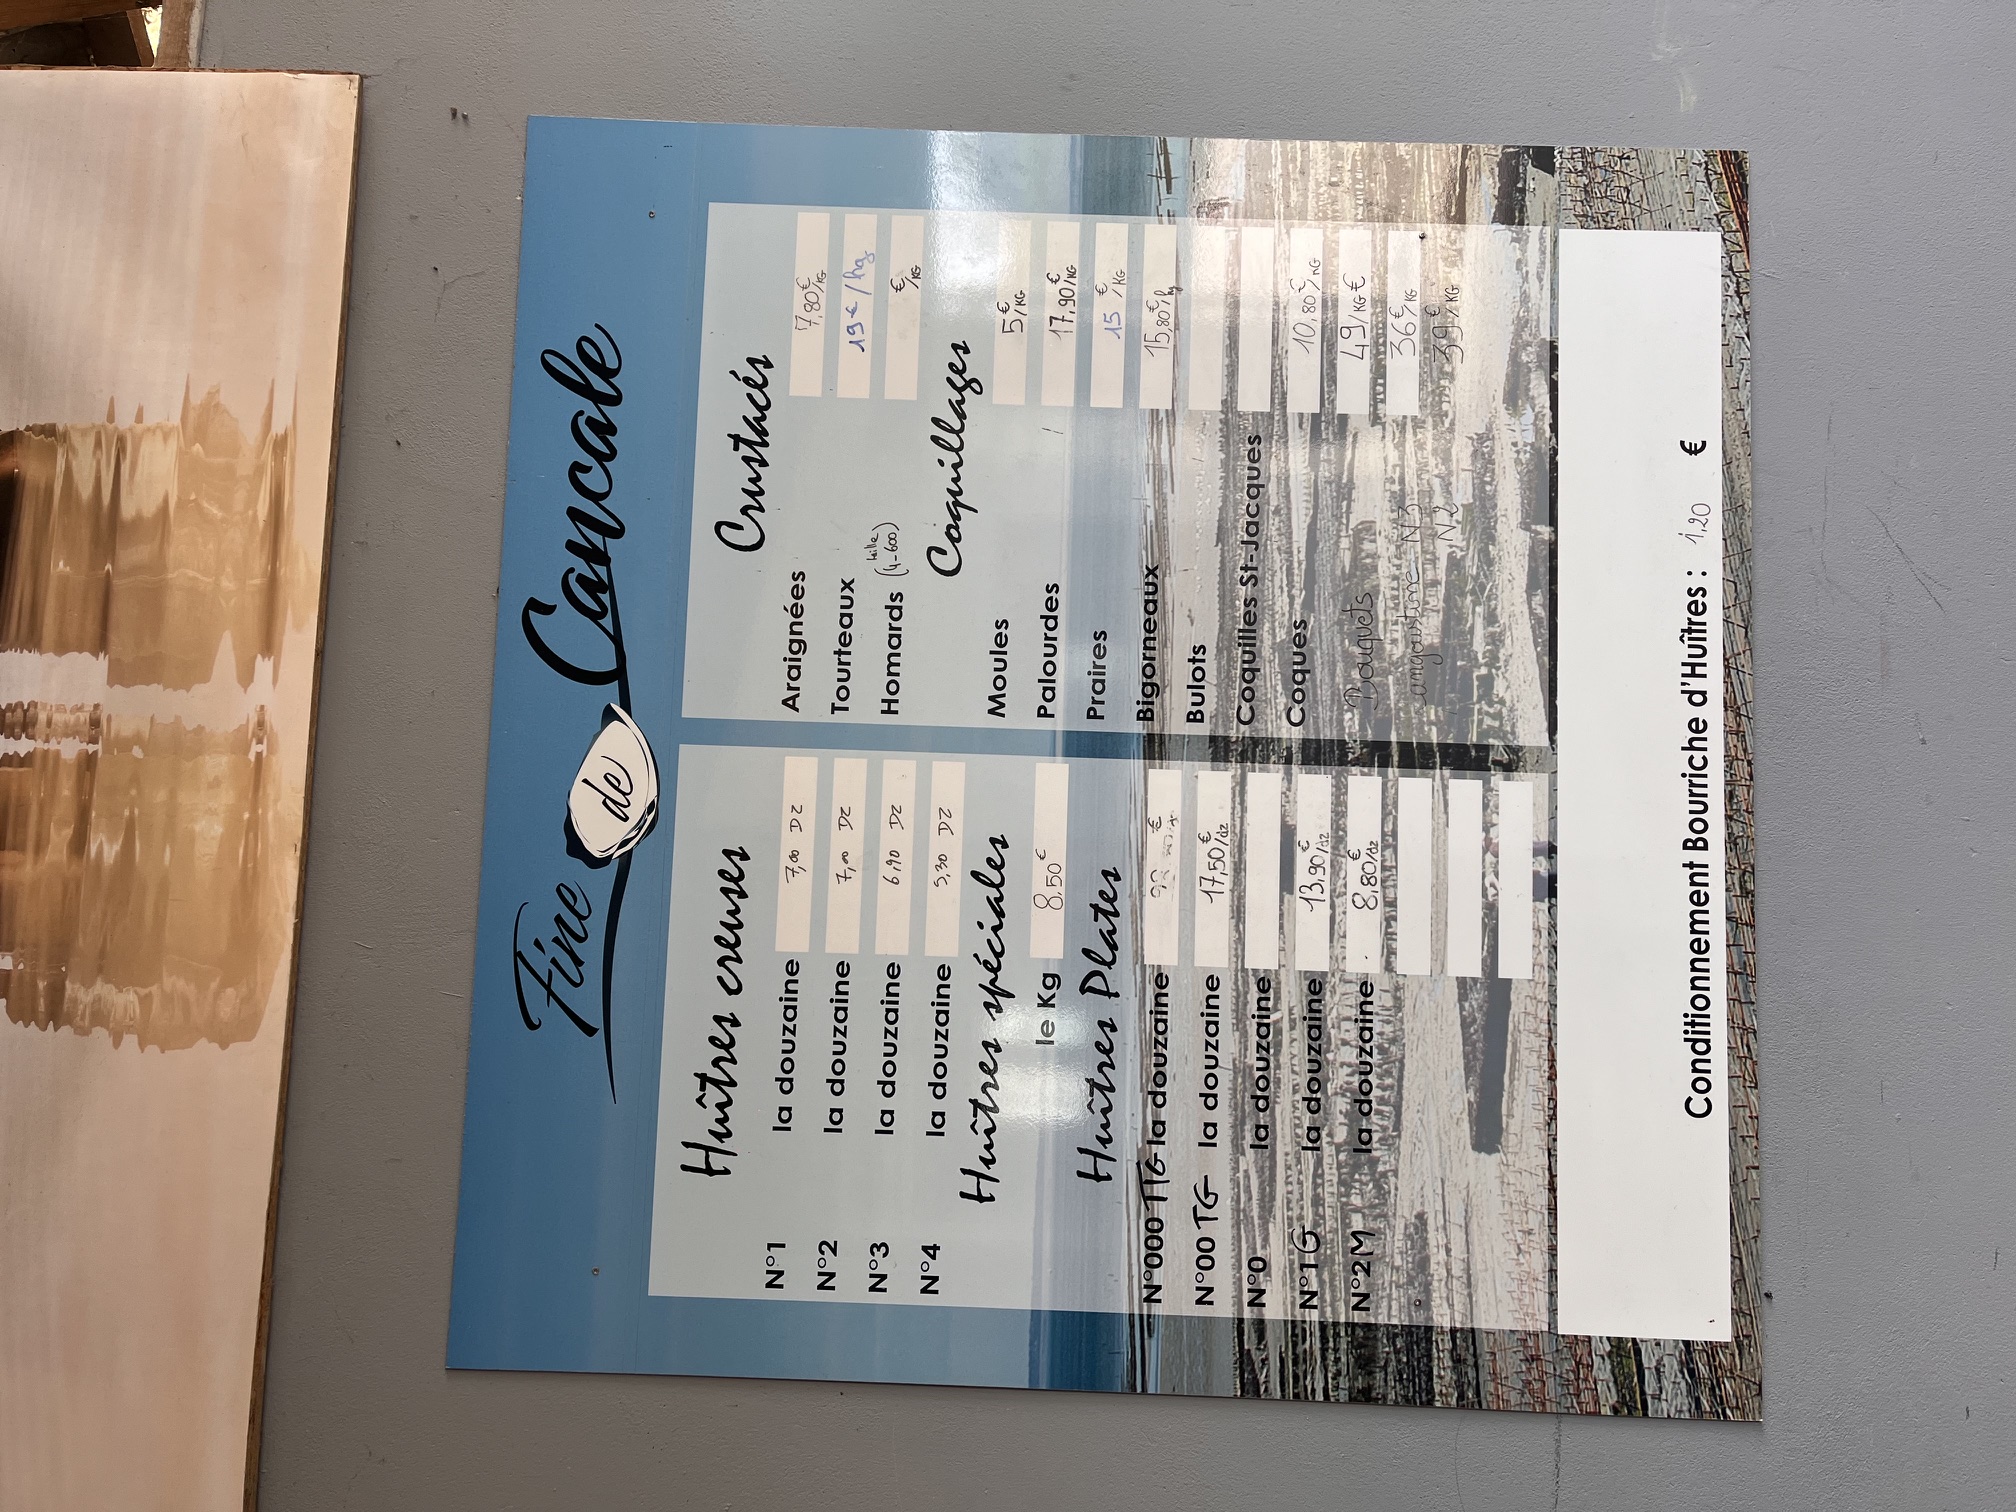 Fine de Cancale
Huîtres creuses
N°1 la douzaine 7,00 DZ
N°2 la douzaine 7,00 DZ
N°3 la douzaine 6,90 DZ
N°4 la douzaine 5,30 DZ
Huîtres spéciales
le Kg 8,50 €
Huîtres Plates
N°000 TTG la douzaine €
N°00 TG la douzaine 17,50 €/dz
N°0 la douzaine
N°1 G la douzaine 13,90 €/dz
N°2 M la douzaine 8,80 €/dz
Crustacés
Araignées 7,80 €/KG
Tourteaux 19 € / kg
Homards (taille 4-600) €/KG
Coquillages
Moules 5 €/KG
Palourdes 17,90 €/KG
Praires 15 €/KG
Bigorneaux 15,80 €/kg
Bulots
Coquilles St-Jacques
Coques 10,80 €/KG
Bouquets 49/KG €
Langoustine N3 36 €/KG
N2 39 €/KG
Conditionnement Bourriche d'Huîtres : 1,20 €